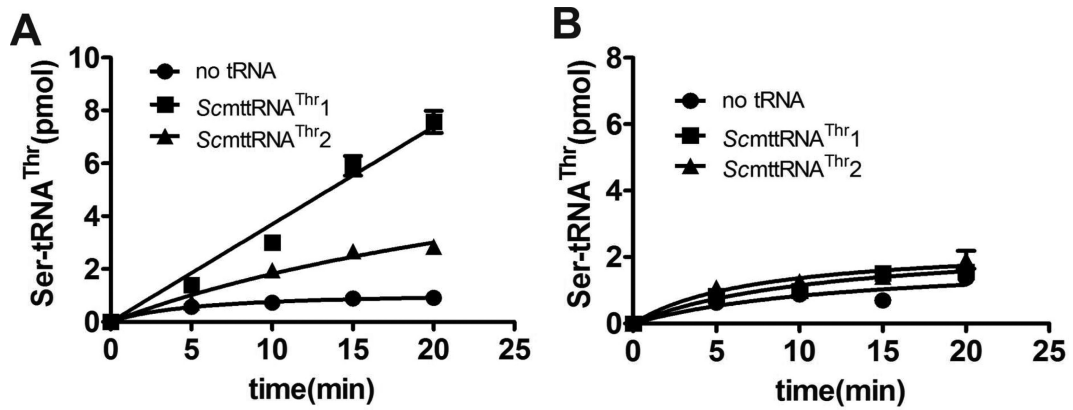 A
Ser-tRNAThr(pmol)
10
8
6
4
2
0
no tRNA
ScmttRNAThr1
ScmttRNAThr2
0 5 10 15 20 25
time(min)
B
Ser-tRNAThr(pmol)
8
6
4
2
0
no tRNA
ScmttRNAThr1
ScmttRNAThr2
0 5 10 15 20 25
time(min)